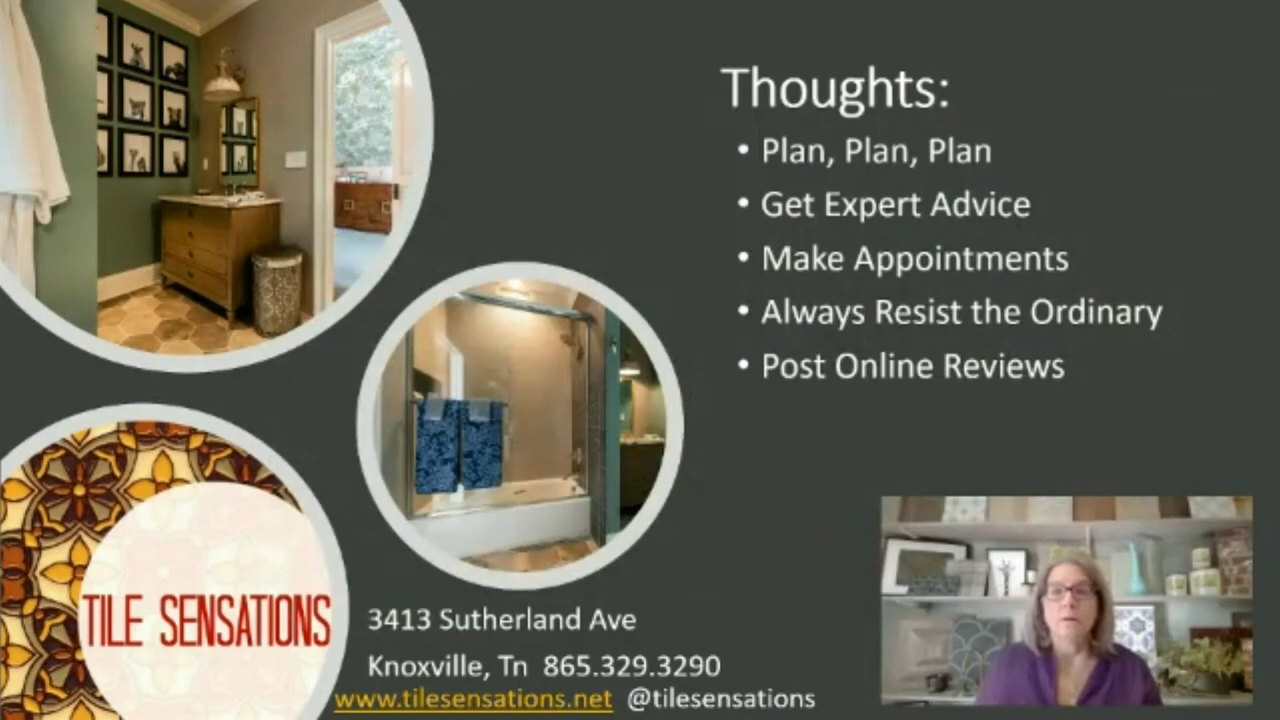 Thoughts:
• Plan, Plan, Plan
• Get Expert Advice
• Make Appointments
• Always Resist the Ordinary
• Post Online Reviews
TILE SENSATIONS
3413 Sutherland Ave
Knoxville, Tn 865.329.3290
www.tilesensations.net @tilesensations